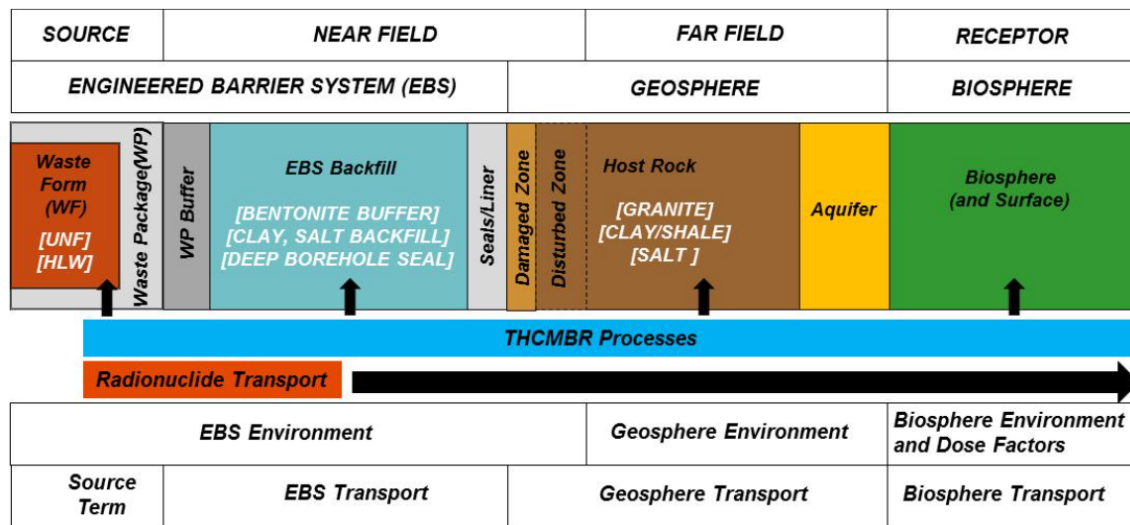 SOURCE
NEAR FIELD
FAR FIELD
RECEPTOR
ENGINEERED BARRIER SYSTEM (EBS)
GEOSPHERE
BIOSPHERE
Waste
Form
(WF)
[UNF]
[HLW]
Waste Package(WP)
WP Buffer
EBS Backfill
[BENTONITE BUFFER]
[CLAY, SALT BACKFILL]
[DEEP BOREHOLE SEAL]
Seals/Liner
Damaged Zone
Disturbed Zone
Host Rock
[GRANITE]
[CLAY/SHALE]
[SALT ]
Aquifer
Biosphere
(and Surface)
THCMBR Processes
Radionuclide Transport
EBS Environment
Geosphere Environment
Biosphere Environment
and Dose Factors
Source
Term
EBS Transport
Geosphere Transport
Biosphere Transport